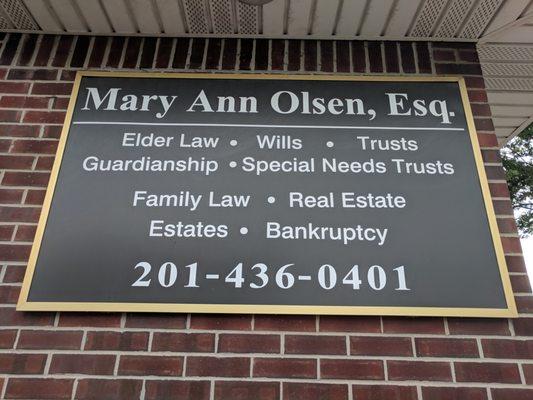 Mary Ann Olsen, Esq.
Elder Law • Wills • Trusts
Guardianship • Special Needs Trusts
Family Law • Real Estate
Estates • Bankruptcy
201-436-0401